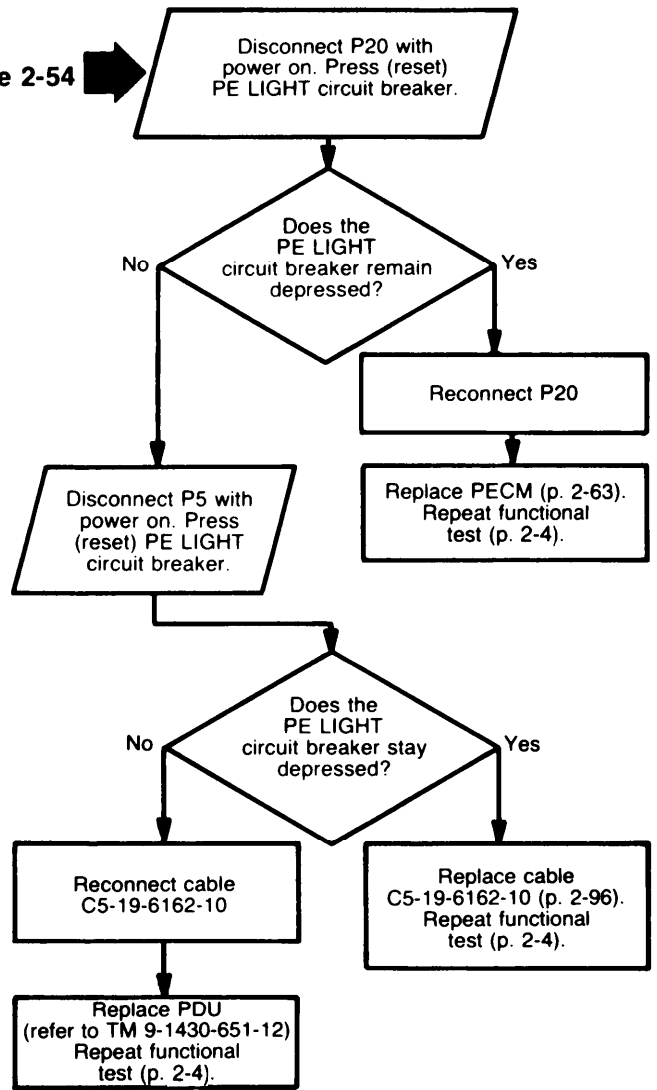 e 2-54
Disconnect P20 with
power on. Press (reset)
PE LIGHT circuit breaker.
Does the
PE LIGHT
circuit breaker remain
depressed?
No
Yes
Reconnect P20
Replace PECM (p. 2-63).
Repeat functional
test (p. 2-4).
Disconnect P5 with
power on. Press
(reset) PE LIGHT
circuit breaker.
Does the
PE LIGHT
circuit breaker stay
depressed?
No
Yes
Reconnect cable
C5-19-6162-10
Replace cable
C5-19-6162-10 (p. 2-96).
Repeat functional
test (p. 2-4).
Replace PDU
(refer to TM 9-1430-651-12)
Repeat functional
test (p. 2-4).